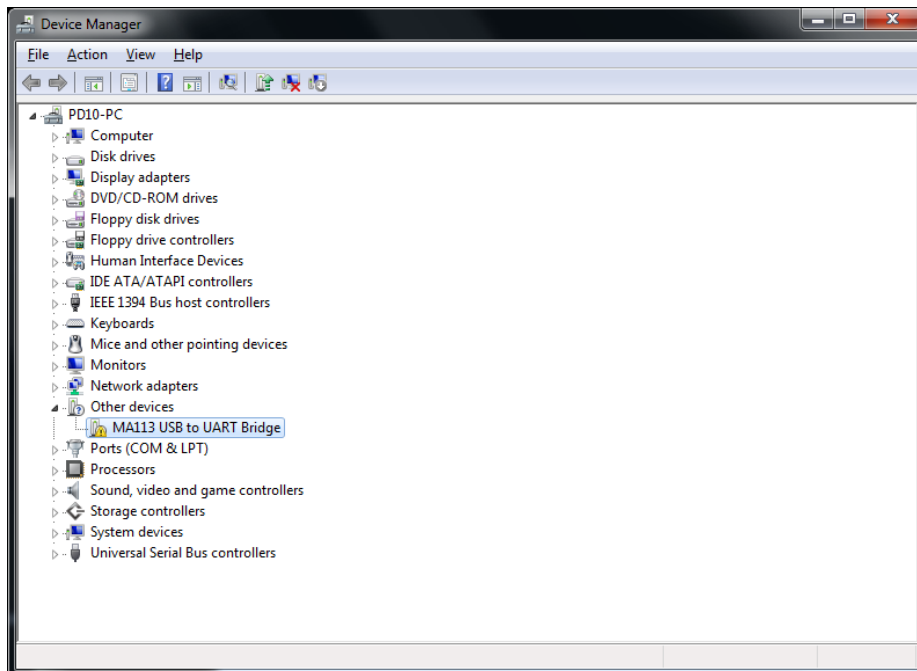 Device Manager
File Action View Help
PD10-PC
Computer
Disk drives
Display adapters
DVD/CD-ROM drives
Floppy disk drives
Floppy drive controllers
Human Interface Devices
IDE ATA/ATAPI controllers
IEEE 1394 Bus host controllers
Keyboards
Mice and other pointing devices
Monitors
Network adapters
Other devices
MA113 USB to UART Bridge
Ports (COM & LPT)
Processors
Sound, video and game controllers
Storage controllers
System devices
Universal Serial Bus controllers